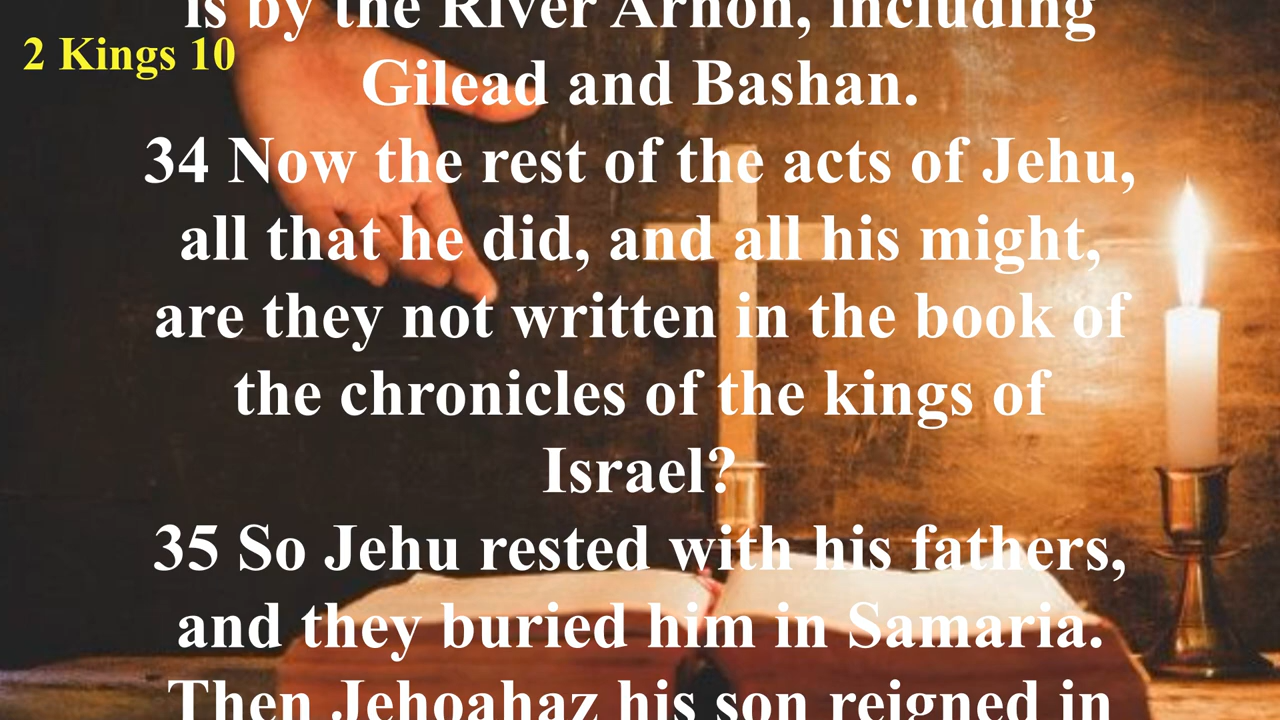 2 Kings 10
is by the River Arnon, including
Gilead and Bashan.
34 Now the rest of the acts of Jehu,
all that he did, and all his might,
are they not written in the book of
the chronicles of the kings of
Israel?
35 So Jehu rested with his fathers,
and they buried him in Samaria.
Then Jehoahaz his son reigned in